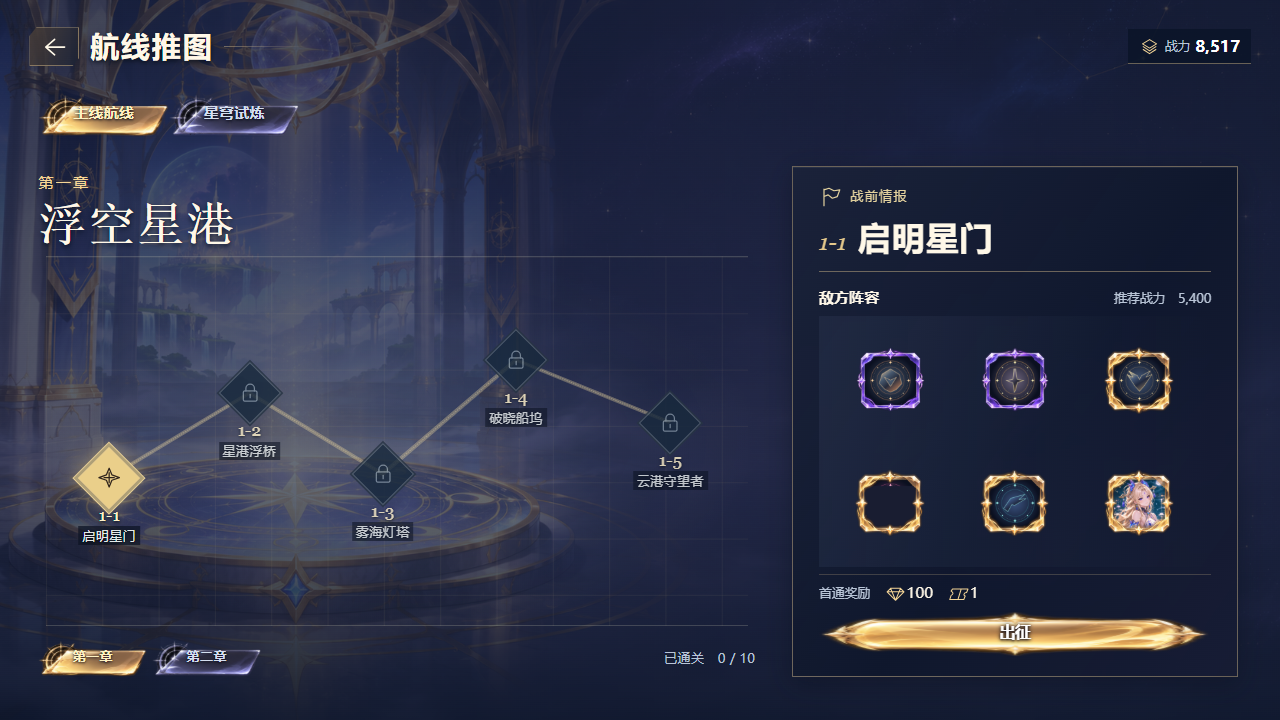 航线推图
战力 8,517
主线航线
星穹试炼
第一章
浮空星港
1-1
启明星门
1-2
星港浮桥
1-3
雾海灯塔
1-4
破晓船坞
1-5
云港守望者
第一章
第二章
已通关 0 / 10
战前情报
1-1 启明星门
敌方阵容
推荐战力 5,400
首通奖励 100 1
出征